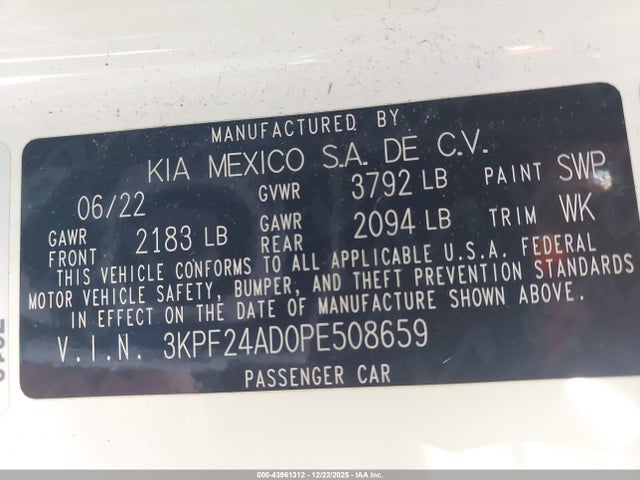 MANUFACTURED BY
KIA MEXICO S.A. DE C.V.
06/22 GVWR 3792 LB PAINT SWP
GAWR FRONT 2183 LB GAWR REAR 2094 LB TRIM WK
THIS VEHICLE CONFORMS TO ALL APPLICABLE U.S.A. FEDERAL
MOTOR VEHICLE SAFETY, BUMPER, AND THEFT PREVENTION STANDARDS
IN EFFECT ON THE DATE OF MANUFACTURE SHOWN ABOVE.
V.I.N. 3KPF24AD0PE508659
PASSENGER CAR
000-43961312 - 12/22/2025 - IAA Inc.